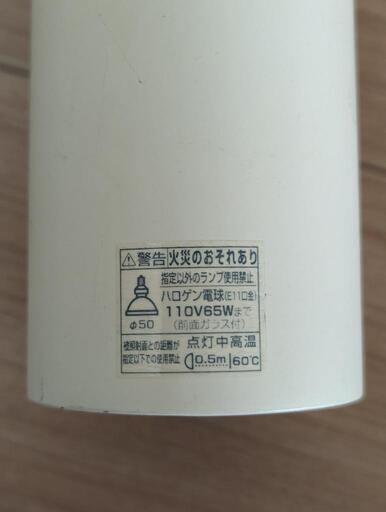 ⚠警告 火災のおそれあり
指定以外のランプ使用禁止
ハロゲン電球(E11口金)
110V65Wまで
φ50 (前面ガラス付)
被照射面との距離が 点灯中高温
指定以下での使用禁止 0.5m 60℃